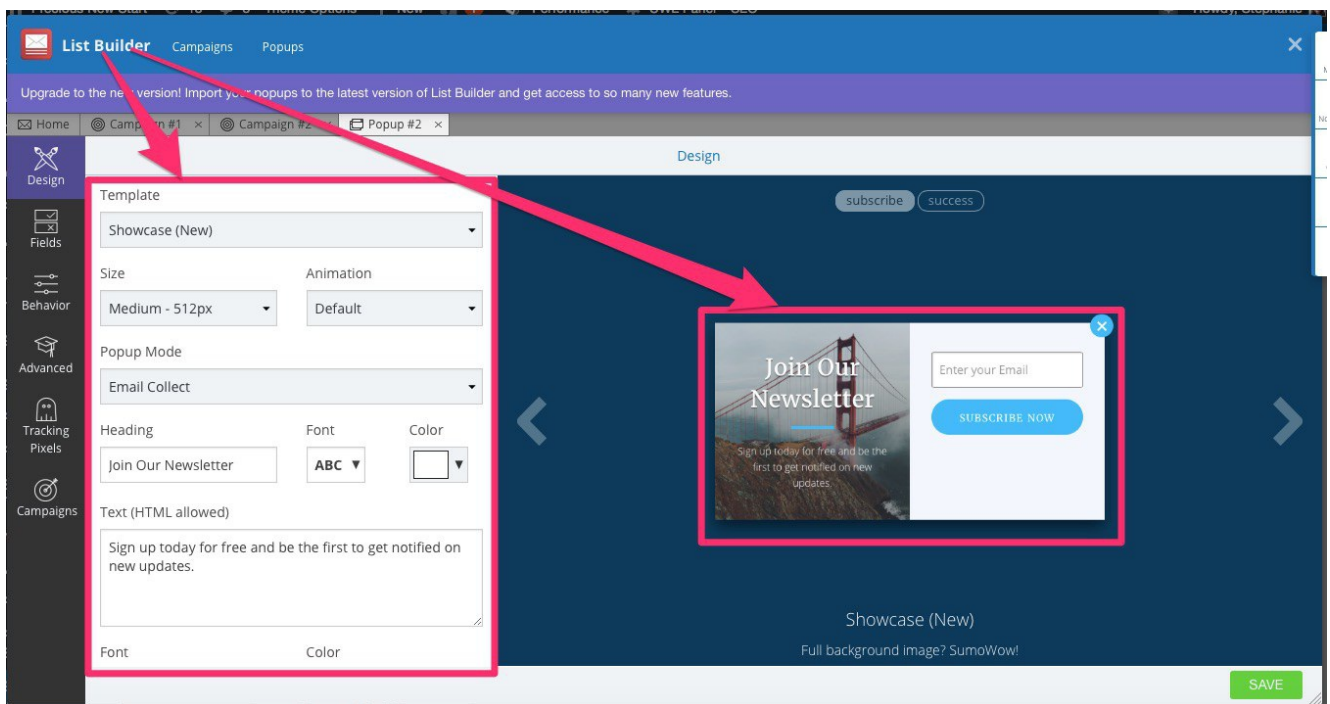 List Builder Campaigns Popups
Upgrade to the new version! Import your popups to the latest version of List Builder and get access to so many new features.
Home Campaign #1 × Campaign #2 × Popup #2 ×
Design
Design
Fields
Behavior
Advanced
Tracking
Pixels
Campaigns
Template
Showcase (New)
Size Animation
Medium - 512px Default
Popup Mode
Email Collect
Heading Font Color
Join Our Newsletter ABC
Text (HTML allowed)
Sign up today for free and be the first to get notified on
new updates.
Font Color
subscribe success
Join Our
Newsletter
Sign up today for free and be the
first to get notified on new
updates.
Enter your Email
SUBSCRIBE NOW
Showcase (New)
Full background image? SumoWow!
SAVE